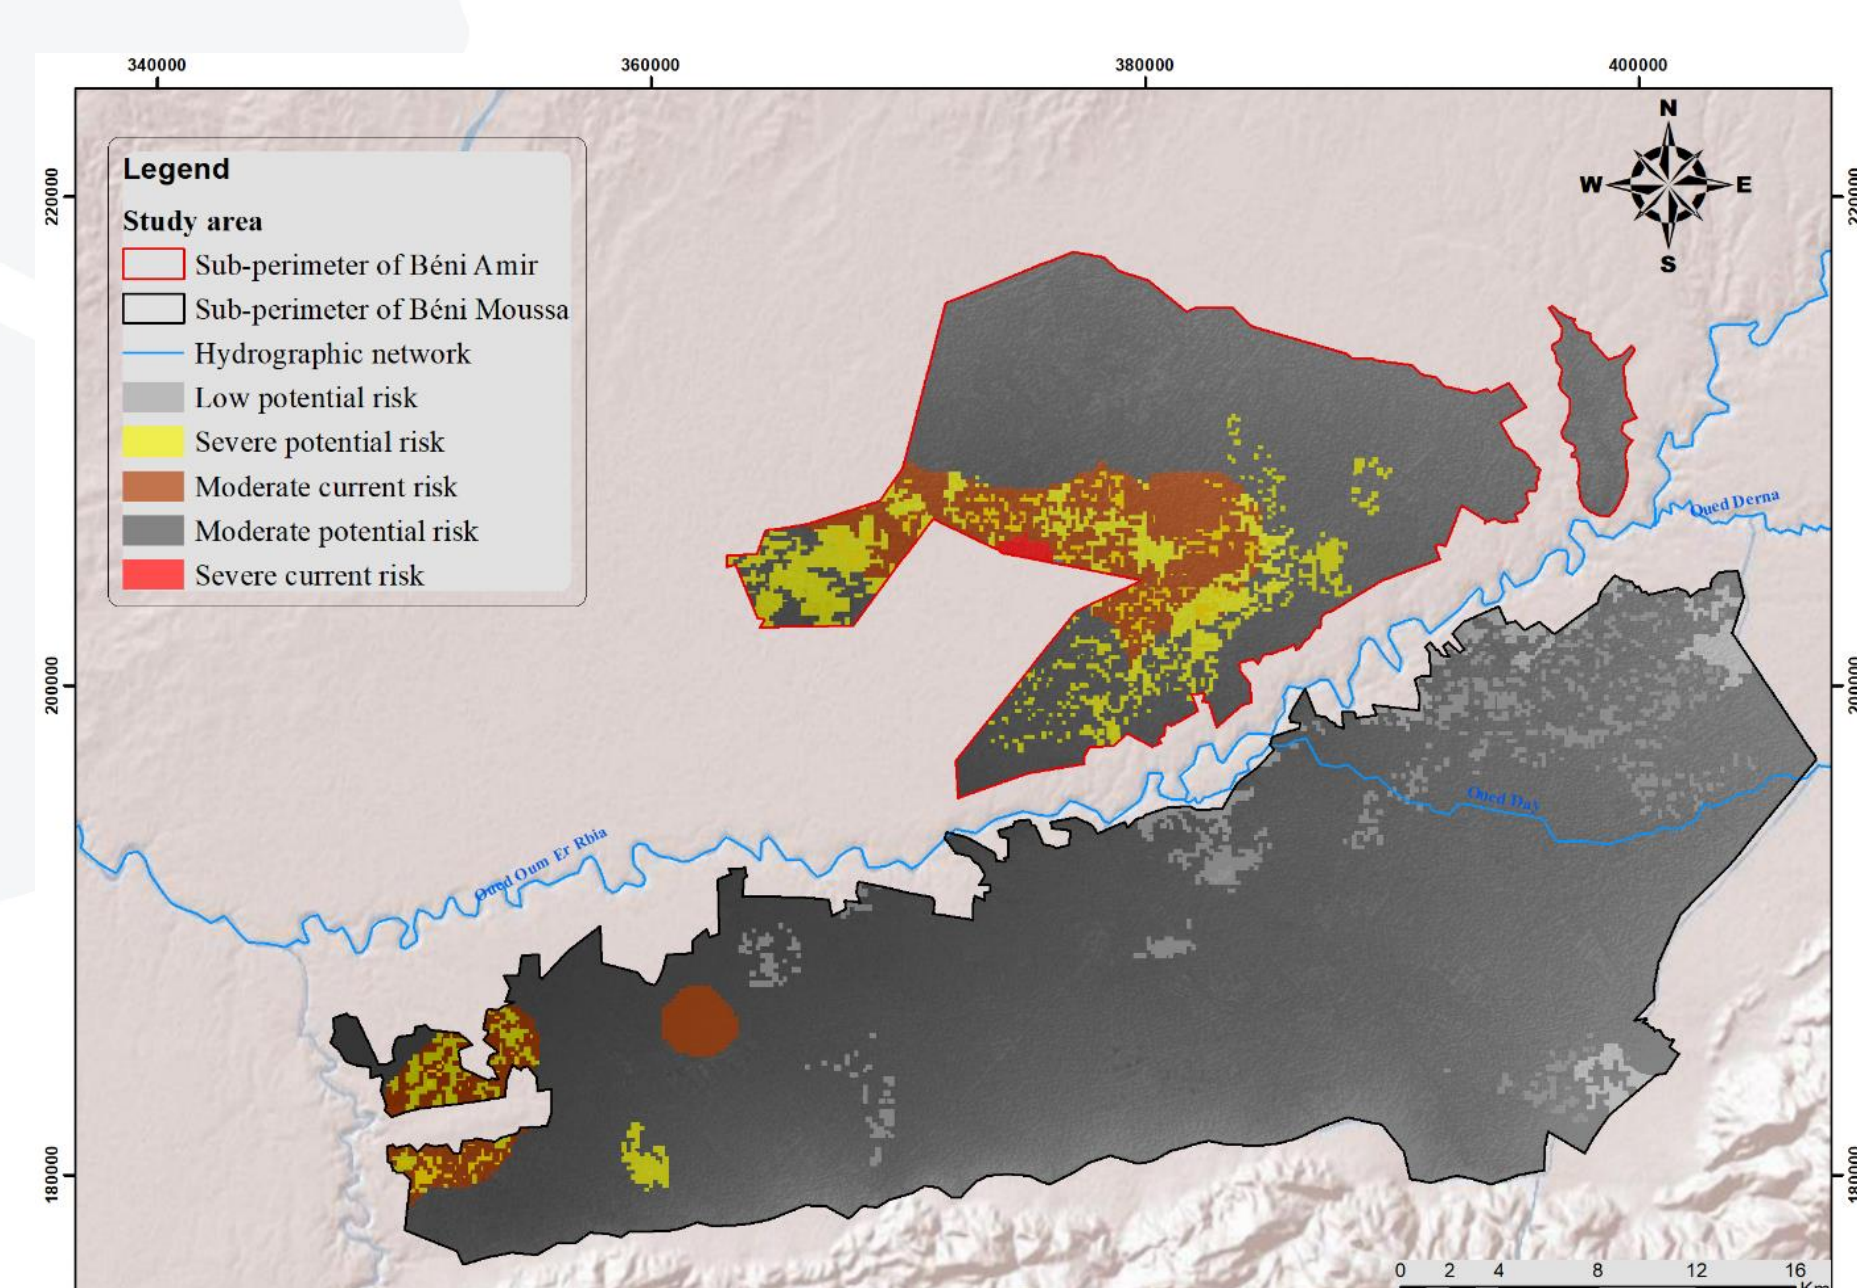 340000 360000 380000 400000
N
W E
S
220000
220000
200000
200000
180000
180000
Legend
Study area
Sub-perimeter of Béni Amir
Sub-perimeter of Béni Moussa
Hydrographic network
Low potential risk
Severe potential risk
Moderate current risk
Moderate potential risk
Severe current risk
Oued Derna
Oued Day
Oued Oum Er Rbia
0 2 4 8 12 16
Km